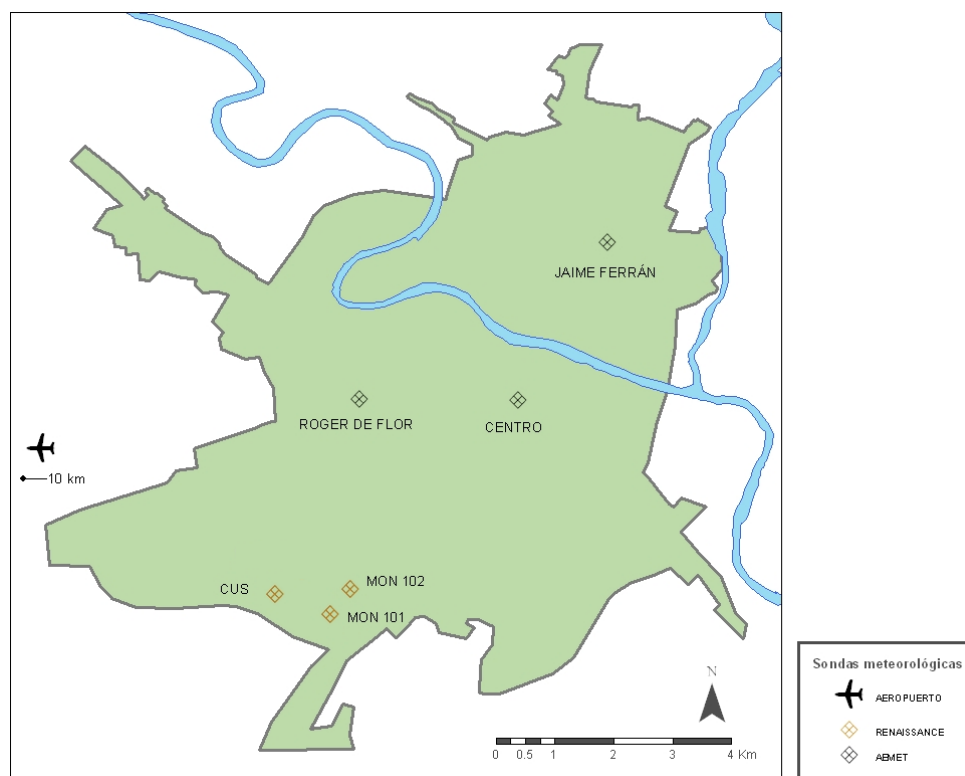 JAIME FERRÁN
ROGER DE FLOR
CENTRO
10 km
CUS
MON 102
MON 101
N
0 0.5 1 2 3 4 Km
Sondas meteorológicas
AEROPUERTO
RENAISSANCE
AEMET